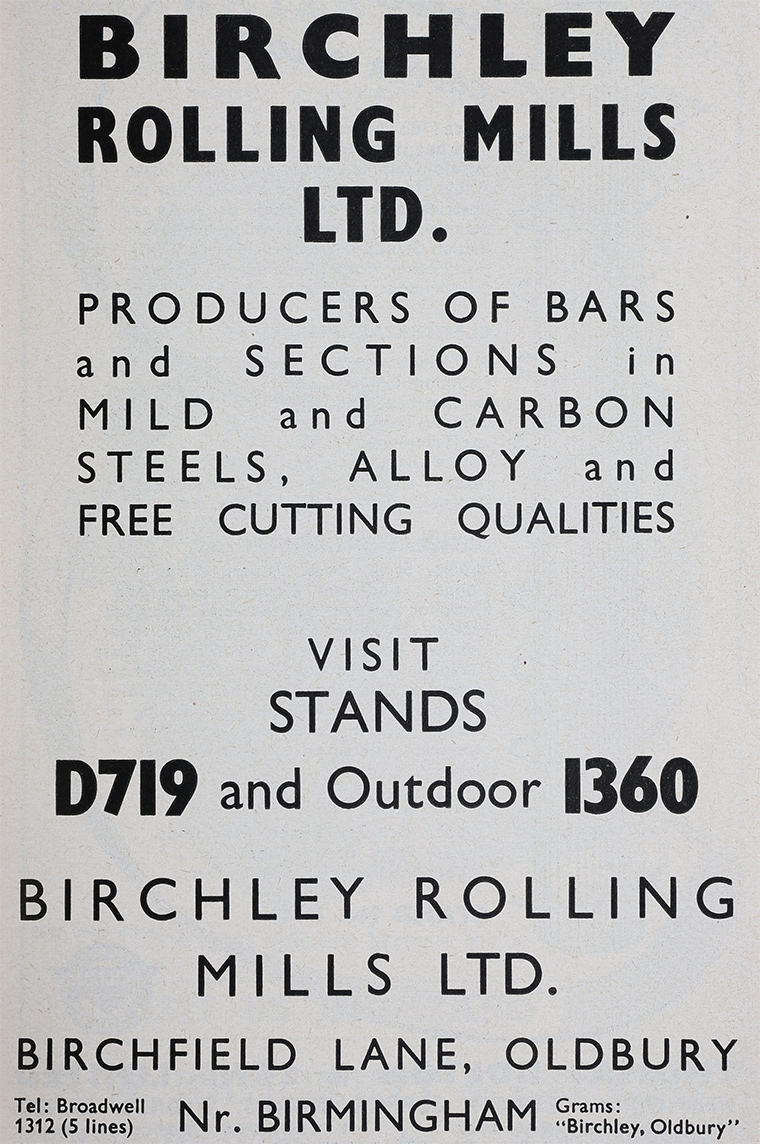 BIRCHLEY
ROLLING MILLS
LTD.
PRODUCERS OF BARS
and SECTIONS in
MILD and CARBON
STEELS, ALLOY and
FREE CUTTING QUALITIES
VISIT
STANDS
D719 and Outdoor 1360
BIRCHLEY ROLLING
MILLS LTD.
BIRCHFIELD LANE, OLDBURY
Tel: Broadwell
1312 (5 lines)
Nr. BIRMINGHAM
Grams:
“Birchley, Oldbury”